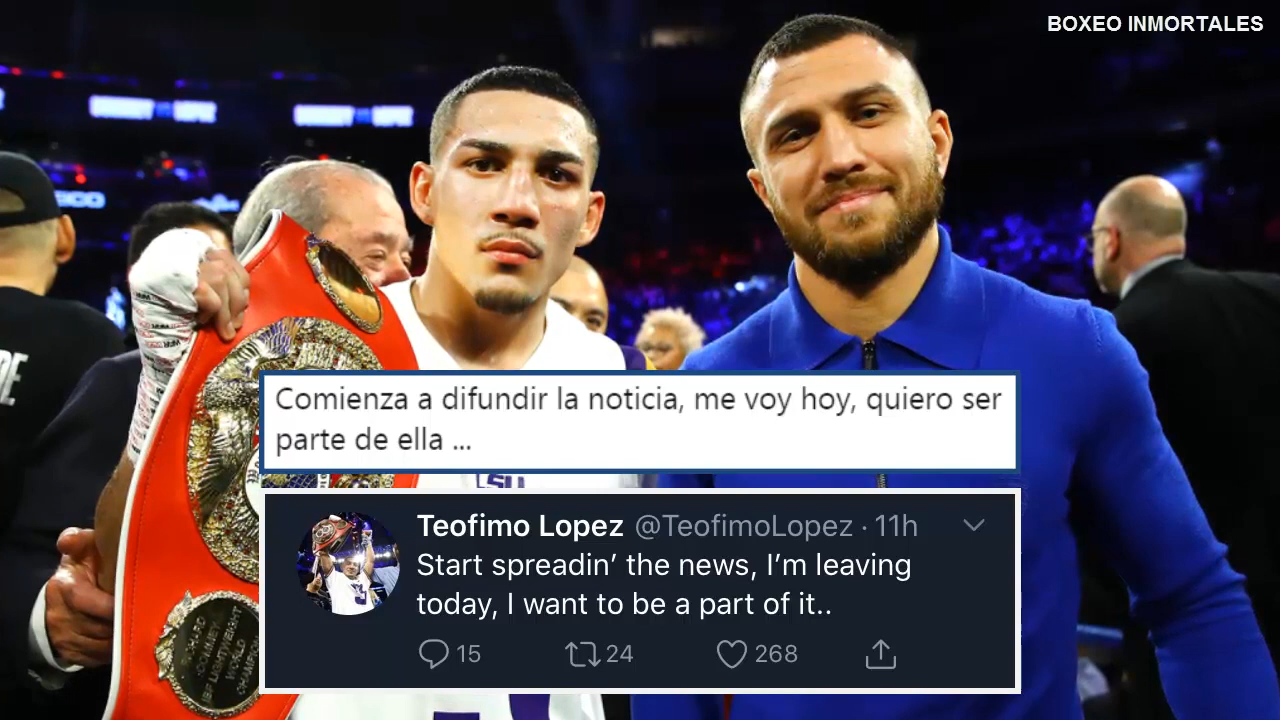 BOXEO INMORTALES
Comienza a difundir la noticia, me voy hoy, quiero ser
parte de ella ...
Teofimo Lopez @TeofimoLopez · 11h
Start spreadin’ the news, I’m leaving
today, I want to be a part of it..
15 24 268